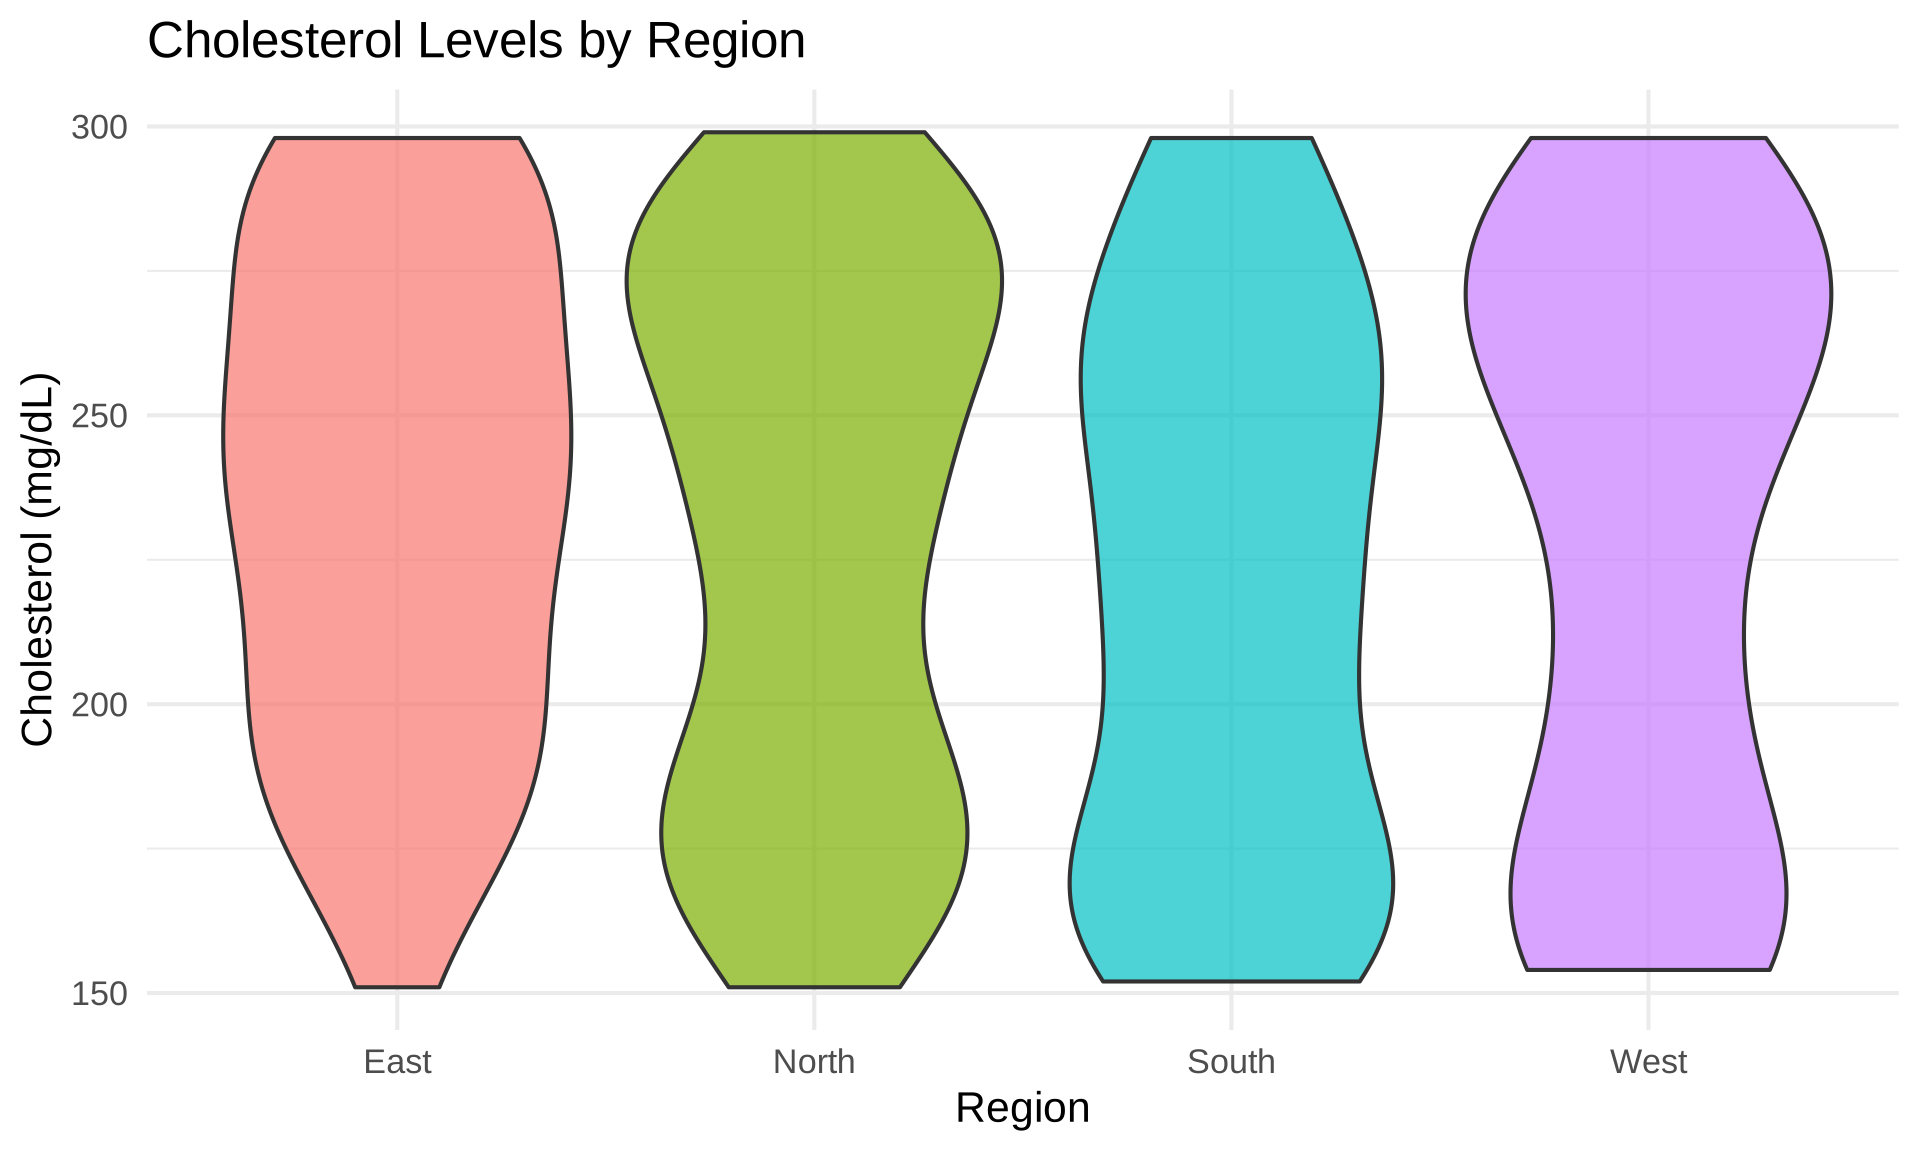 Cholesterol Levels by Region
Cholesterol (mg/dL)
300
250
200
150
East
North
South
West
Region